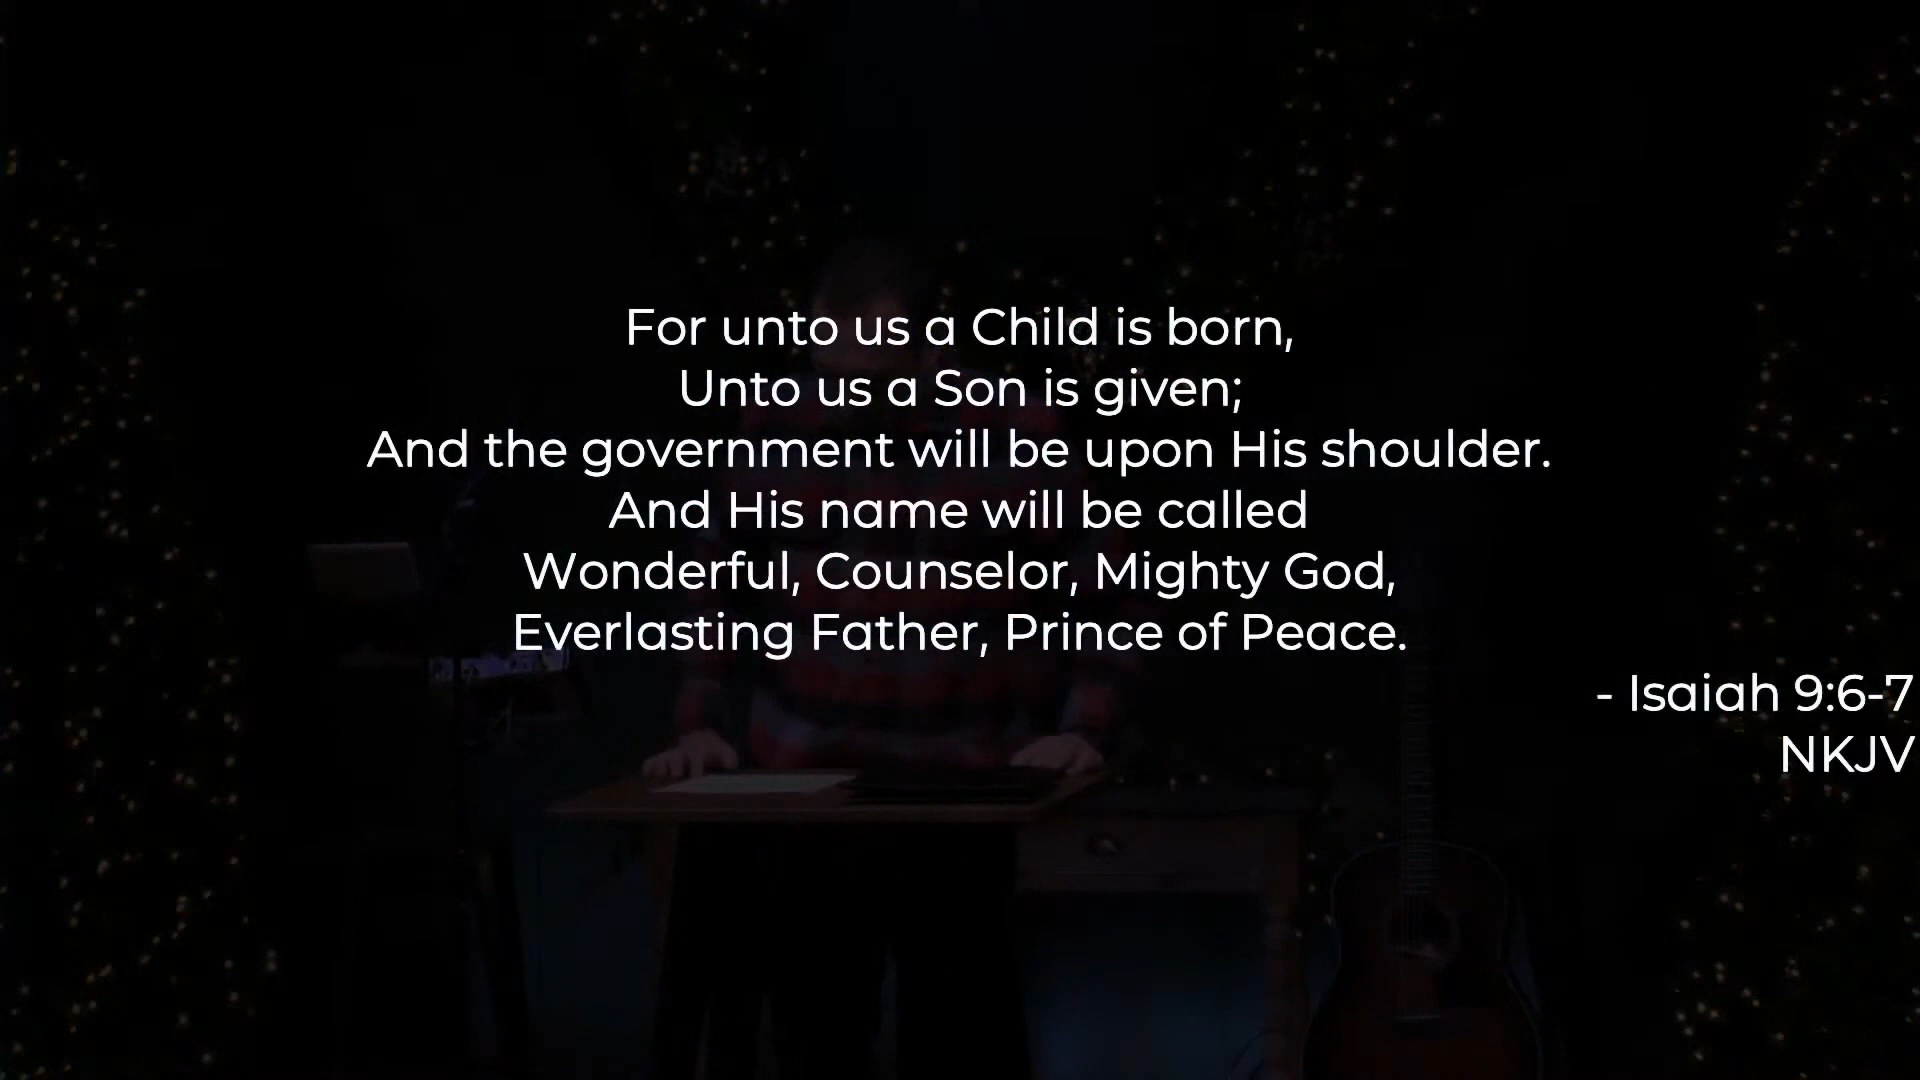 For unto us a Child is born,
Unto us a Son is given;
And the government will be upon His shoulder.
And His name will be called
Wonderful, Counselor, Mighty God,
Everlasting Father, Prince of Peace.
- Isaiah 9:6-7
NKJV